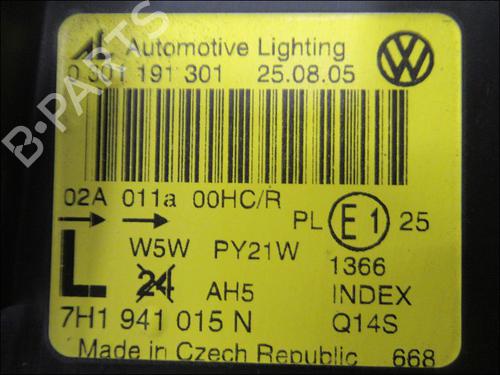 Automotive Lighting
0 301 191 301 25.08.05
02A 011a 00HC/R
PL E1 25
W5W PY21W 1366
L 24 AH5 INDEX
7H1 941 015 N Q14S
Made in Czech Republic 668
B-PARTS